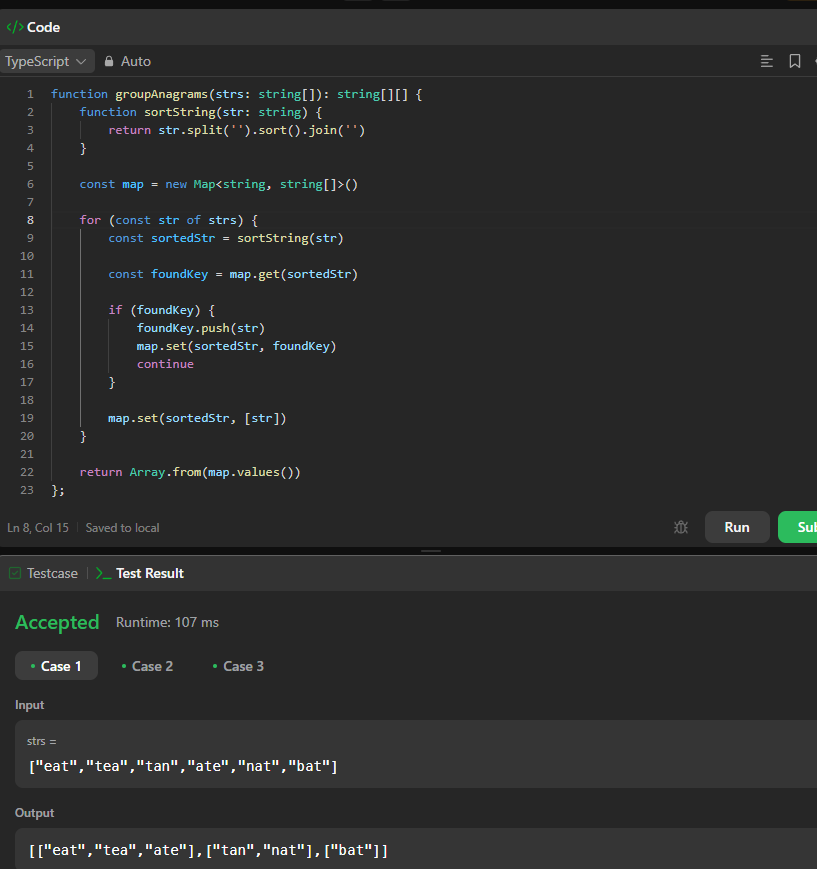 </> Code
TypeScript Auto
1 function groupAnagrams(strs: string[]): string[][] {
2     function sortString(str: string) {
3         return str.split('').sort().join('')
4     }
5
6     const map = new Map<string, string[]>()
7
8     for (const str of strs) {
9         const sortedStr = sortString(str)
10
11         const foundKey = map.get(sortedStr)
12
13         if (foundKey) {
14             foundKey.push(str)
15             map.set(sortedStr, foundKey)
16             continue
17         }
18
19         map.set(sortedStr, [str])
20     }
21
22     return Array.from(map.values())
23 };
Ln 8, Col 15 Saved to local Run Sub
Testcase >_ Test Result
Accepted Runtime: 107 ms
• Case 1 • Case 2 • Case 3
Input
strs =
["eat","tea","tan","ate","nat","bat"]
Output
[["eat","tea","ate"],["tan","nat"],["bat"]]